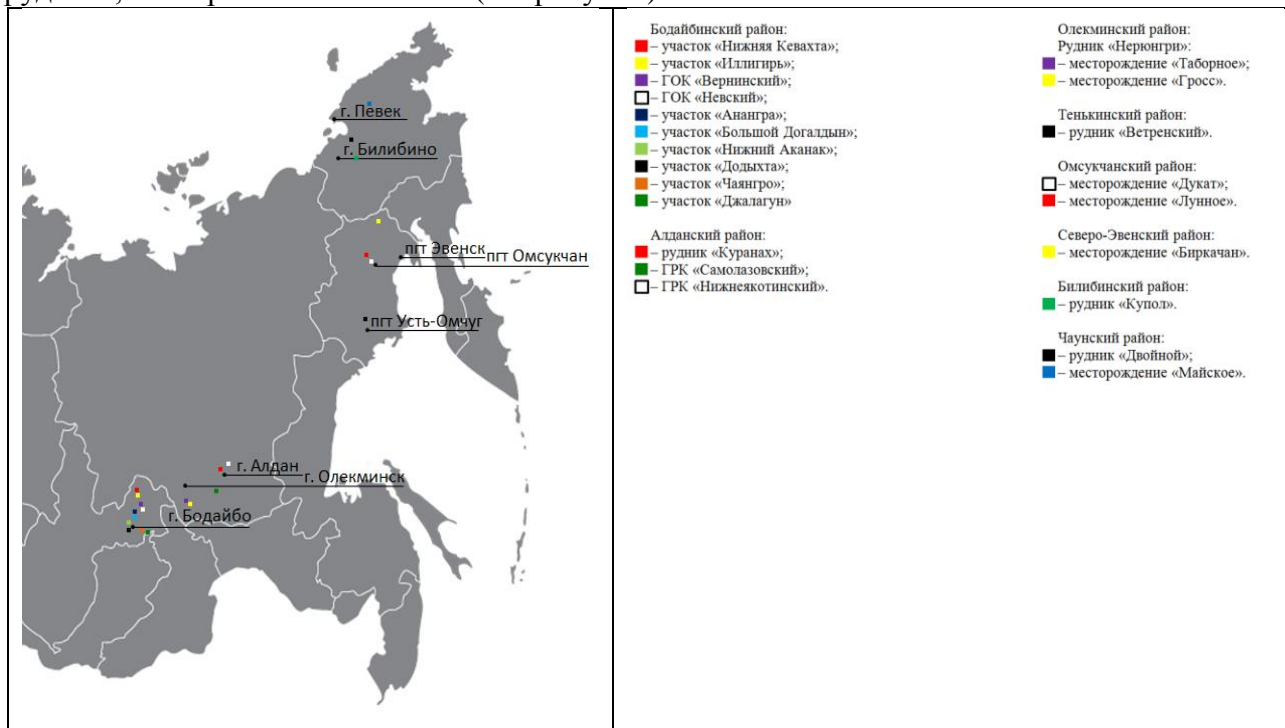 г. Певек
г. Билибино
пгт Эвенск
пгт Омсукчан
пгт Усть-Омчуг
г. Алдан
г. Олекминск
г. Бодайбо
Бодайбинский район:
– участок «Нижняя Кевахта»;
– участок «Иллигирь»;
– ГОК «Вернинский»;
– ГОК «Невский»;
– участок «Анангра»;
– участок «Большой Догалдын»;
– участок «Нижний Аканак»;
– участок «Додыхта»;
– участок «Чаянгро»;
– участок «Джалагун»
Алданский район:
– рудник «Куранах»;
– ГРК «Самолазовский»;
– ГРК «Нижнеякотинский».
Олекминский район:
Рудник «Нерюнгри»:
– месторождение «Таборное»;
– месторождение «Гросс».
Тенькинский район:
– рудник «Ветренский».
Омсукчанский район:
– месторождение «Дукат»;
– месторождение «Лунное».
Северо-Эвенский район:
– месторождение «Биркачан».
Билибинский район:
– рудник «Купол».
Чаунский район:
– рудник «Двойной»;
– месторождение «Майское».